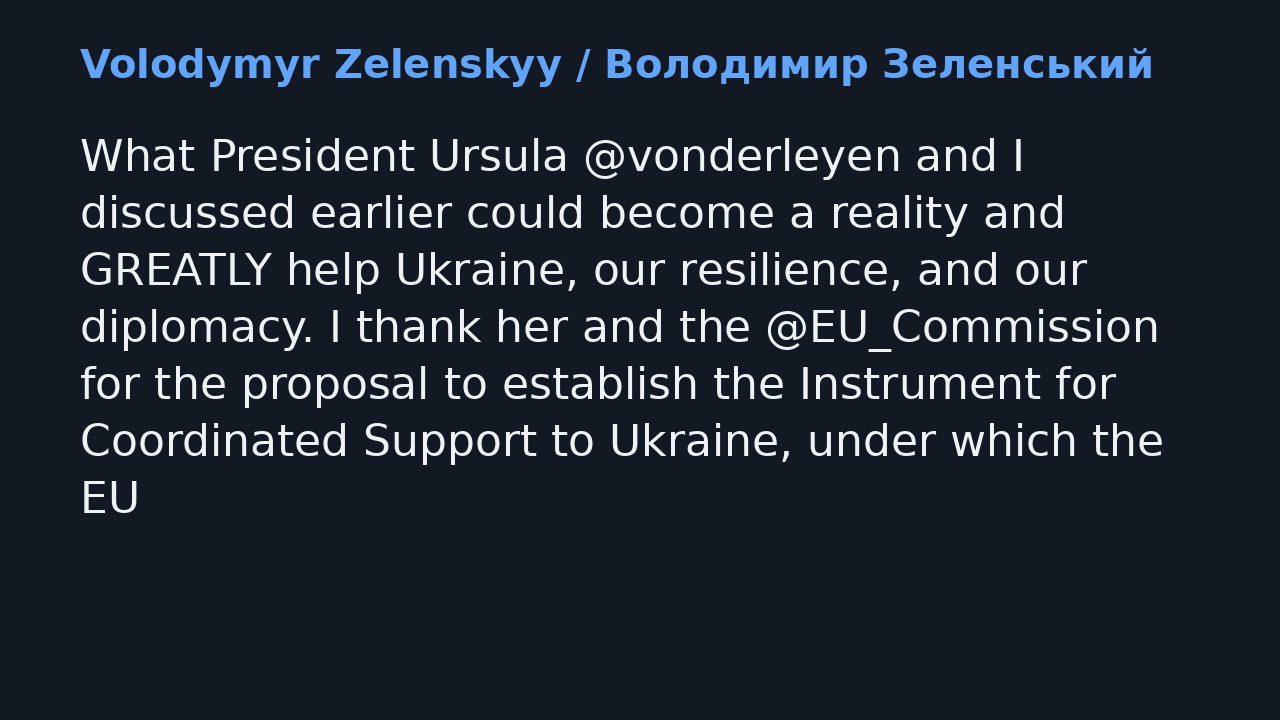 Volodymyr Zelenskyy / Володимир Зеленський
What President Ursula @vonderleyen and I
discussed earlier could become a reality and
GREATLY help Ukraine, our resilience, and our
diplomacy. I thank her and the @EU_Commission
for the proposal to establish the Instrument for
Coordinated Support to Ukraine, under which the
EU